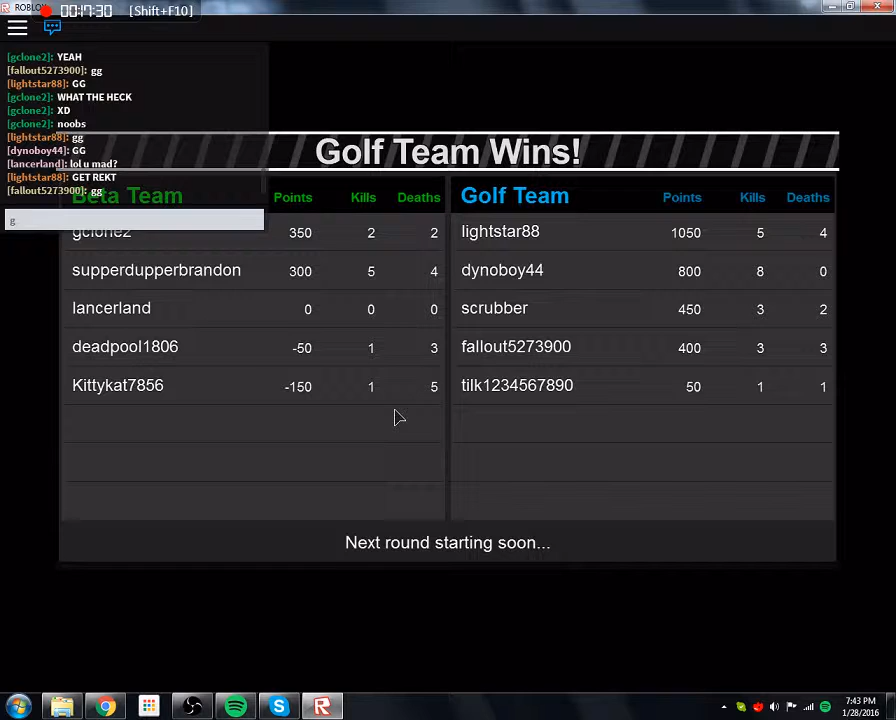 ROBLOX
00:17:30 [Shift+F10]
[gclone2]: YEAH
[fallout5273900]: gg
[lightstar88]: GG
[gclone2]: WHAT THE HECK
[gclone2]: XD
[gclone2]: noobs
[lightstar88]: gg
[dynoboy44]: GG
[lancerland]: lol u mad?
[lightstar88]: GET REKT
[fallout5273900]: gg
g
Golf Team Wins!
Beta Team Points Kills Deaths
gclone2 350 2 2
supperdupperbrandon 300 5 4
lancerland 0 0 0
deadpool1806 -50 1 3
Kittykat7856 -150 1 5
Golf Team Points Kills Deaths
lightstar88 1050 5 4
dynoboy44 800 8 0
scrubber 450 3 2
fallout5273900 400 3 3
tilk1234567890 50 1 1
Next round starting soon...
7:43 PM
1/28/2016